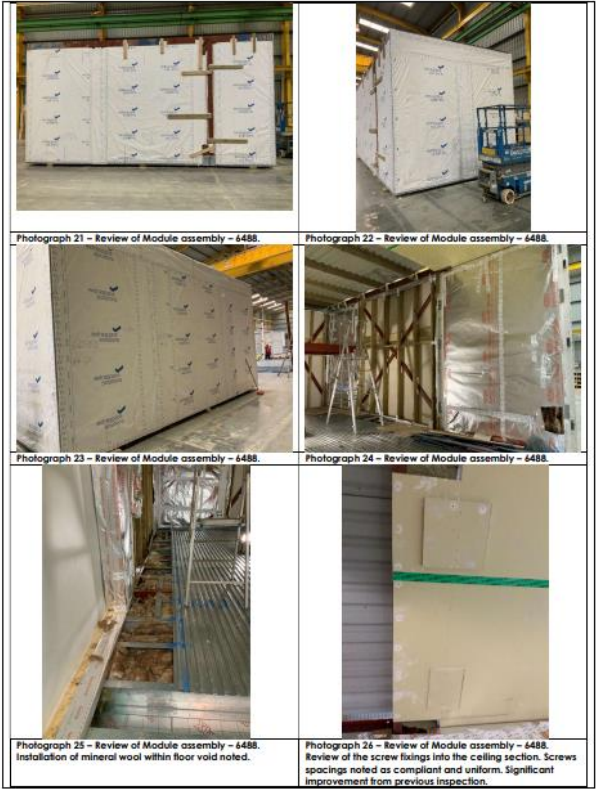 Photograph 21 – Review of Module assembly – 6488.
Photograph 22 – Review of Module assembly – 6488.
Photograph 23 – Review of Module assembly – 6488.
Photograph 24 – Review of Module assembly – 6488.
Photograph 25 – Review of Module assembly – 6488.
Installation of mineral wool within floor void noted.
Photograph 26 – Review of Module assembly – 6488.
Review of the screw fixings into the ceiling section. Screws
spacings noted as compliant and uniform. Significant
improvement from previous inspection.